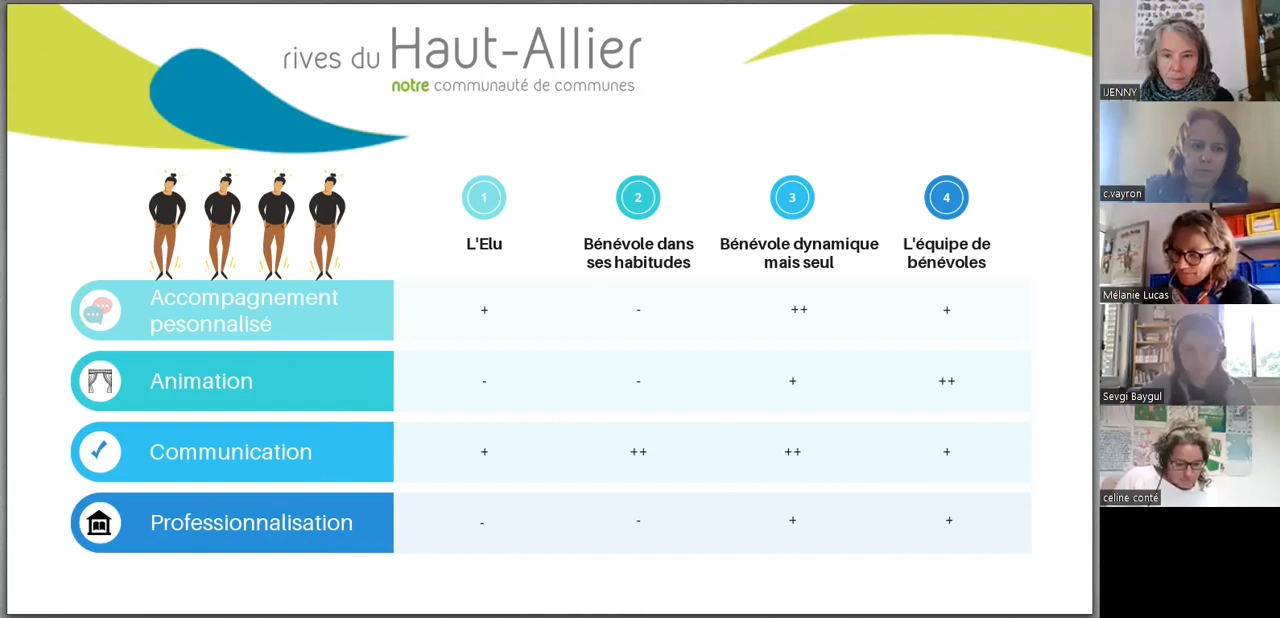 rives du Haut-Allier
notre communauté de communes
1
2
3
4
L'Elu
Bénévole dans
ses habitudes
Bénévole dynamique
mais seul
L'équipe de
bénévoles
Accompagnement
pesonnalisé
+ - ++ +
Animation
- - + ++
Communication
+ ++ ++ +
Professionnalisation
- - + +
IJENNY
c.vayron
Mélanie Lucas
Sevgi Baygul
celine conté